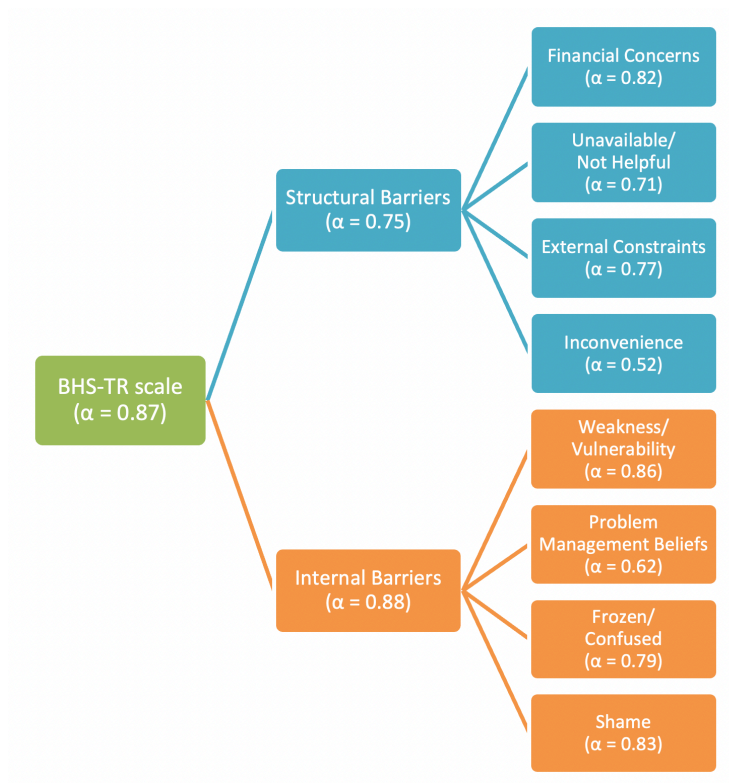 Financial Concerns
(α = 0.82)
Unavailable/
Not Helpful
(α = 0.71)
Structural Barriers
(α = 0.75)
External Constraints
(α = 0.77)
Inconvenience
(α = 0.52)
BHS-TR scale
(α = 0.87)
Weakness/
Vulnerability
(α = 0.86)
Problem
Management Beliefs
(α = 0.62)
Internal Barriers
(α = 0.88)
Frozen/
Confused
(α = 0.79)
Shame
(α = 0.83)